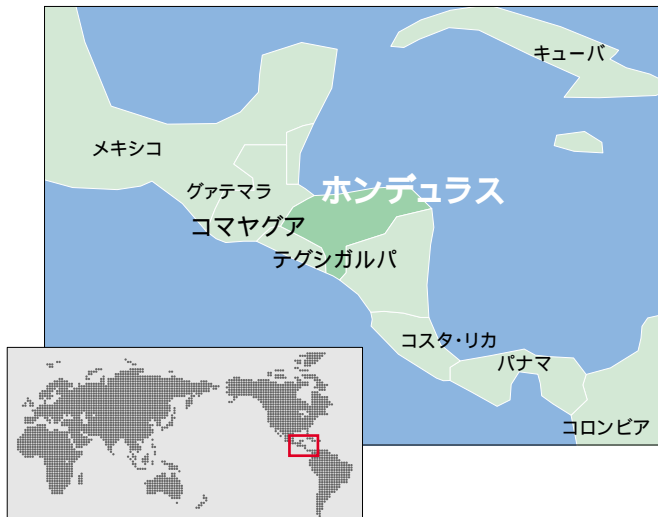 キューバ
メキシコ
グァテマラ
ホンデュラス
コマヤグア
テグシガルパ
コスタ・リカ
パナマ
コロンビア